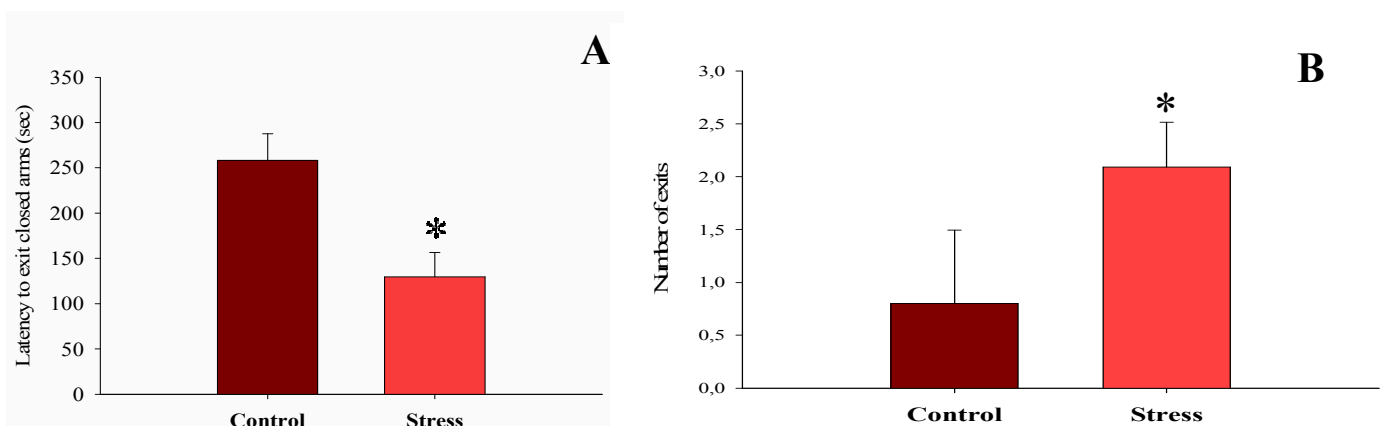 A
Latency to exit closed arms (sec)
350
300
250
200
150
100
50
0
*
Control Stress
B
Number of exits
3,0
2,5
2,0
1,5
1,0
0,5
0,0
*
Control Stress